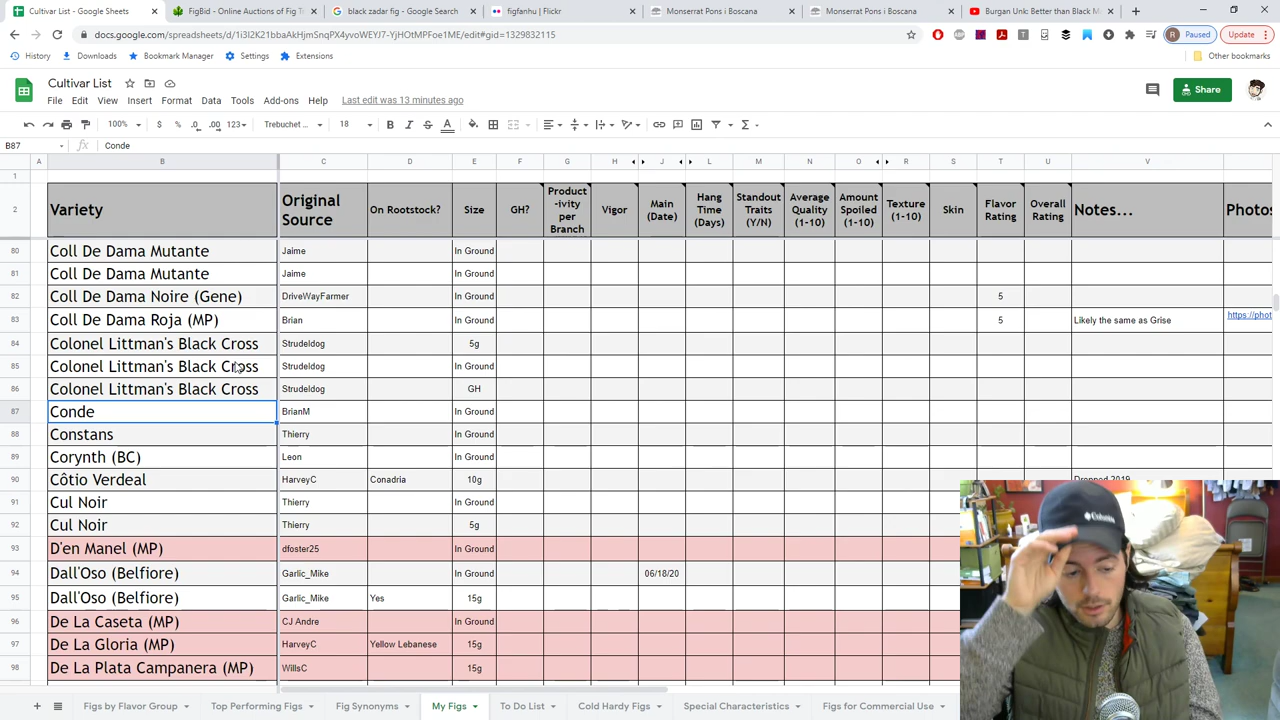 Cultivar List - Google Sheets
FigBid - Online Auctions of Fig T
black zadar fig - Google Search
figfanhu | Flickr
Monserrat Pons i Boscana
Monserrat Pons i Boscana
Burgan Unk: Better than Black M
docs.google.com/spreadsheets/d/1i3I2K21bbaAkHjmSnqPX4yvoWEYJ7-YjHOtMPFoe1ME/edit#gid=1329832115
Paused
Update
History
Downloads
Bookmark Manager
Settings
Extensions
Other bookmarks
Cultivar List
File Edit View Insert Format Data Tools Add-ons Help Last edit was 13 minutes ago
Share
100%
$ % .0 .00 123
Trebuchet ...
18
B87
Conde
A B C D E F G H J L M N O R S T U V
1
2 Variety Original Source On Rootstock? Size GH? Product-ivity per Branch Vigor Main (Date) Hang Time (Days) Standout Traits (Y/N) Average Quality (1-10) Amount Spoiled (1-10) Texture (1-10) Skin Flavor Rating Overall Rating Notes... Photos
80 Coll De Dama Mutante Jaime In Ground
81 Coll De Dama Mutante Jaime In Ground
82 Coll De Dama Noire (Gene) DriveWayFarmer In Ground 5
83 Coll De Dama Roja (MP) Brian In Ground 5 Likely the same as Grise https://phot
84 Colonel Littman's Black Cross Strudeldog 5g
85 Colonel Littman's Black Cross Strudeldog In Ground
86 Colonel Littman's Black Cross Strudeldog GH
87 Conde BrianM In Ground
88 Constans Thierry In Ground
89 Corynth (BC) Leon In Ground
90 Côtio Verdeal HarveyC Conadria 10g Dropped 2019
91 Cul Noir Thierry In Ground
92 Cul Noir Thierry 5g
93 D'en Manel (MP) dfoster25 In Ground
94 Dall'Oso (Belfiore) Garlic_Mike In Ground 06/18/20
95 Dall'Oso (Belfiore) Garlic_Mike Yes 15g
96 De La Caseta (MP) CJ Andre In Ground
97 De La Gloria (MP) HarveyC Yellow Lebanese 15g
98 De La Plata Campanera (MP) WillsC 15g
Columbia
Figs by Flavor Group
Top Performing Figs
Fig Synonyms
My Figs
To Do List
Cold Hardy Figs
Special Characteristics
Figs for Commercial Use